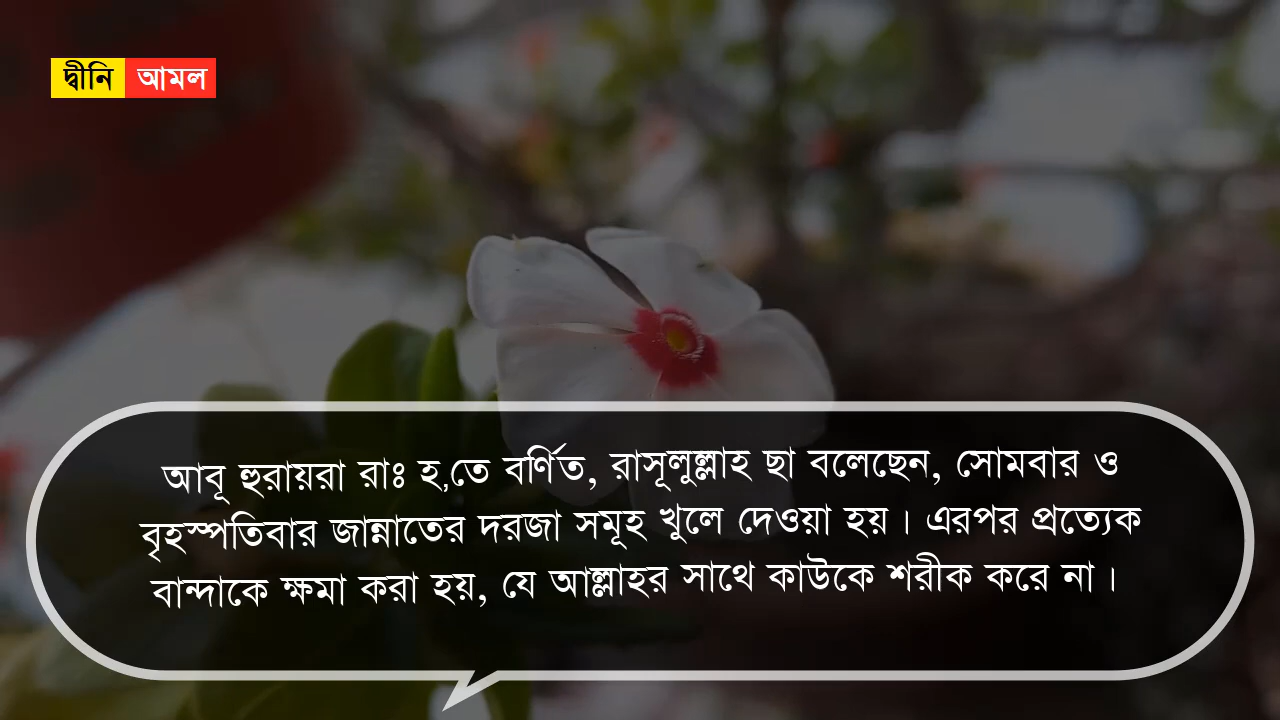 দ্বীনি আমল
আবূ হুরায়রা রাঃ হ,তে বর্ণিত, রাসূলুল্লাহ ছা বলেছেন, সোমবার ও
বৃহস্পতিবার জান্নাতের দরজা সমূহ খুলে দেওয়া হয়। এরপর প্রত্যেক
বান্দাকে ক্ষমা করা হয়, যে আল্লাহর সাথে কাউকে শরীক করে না।